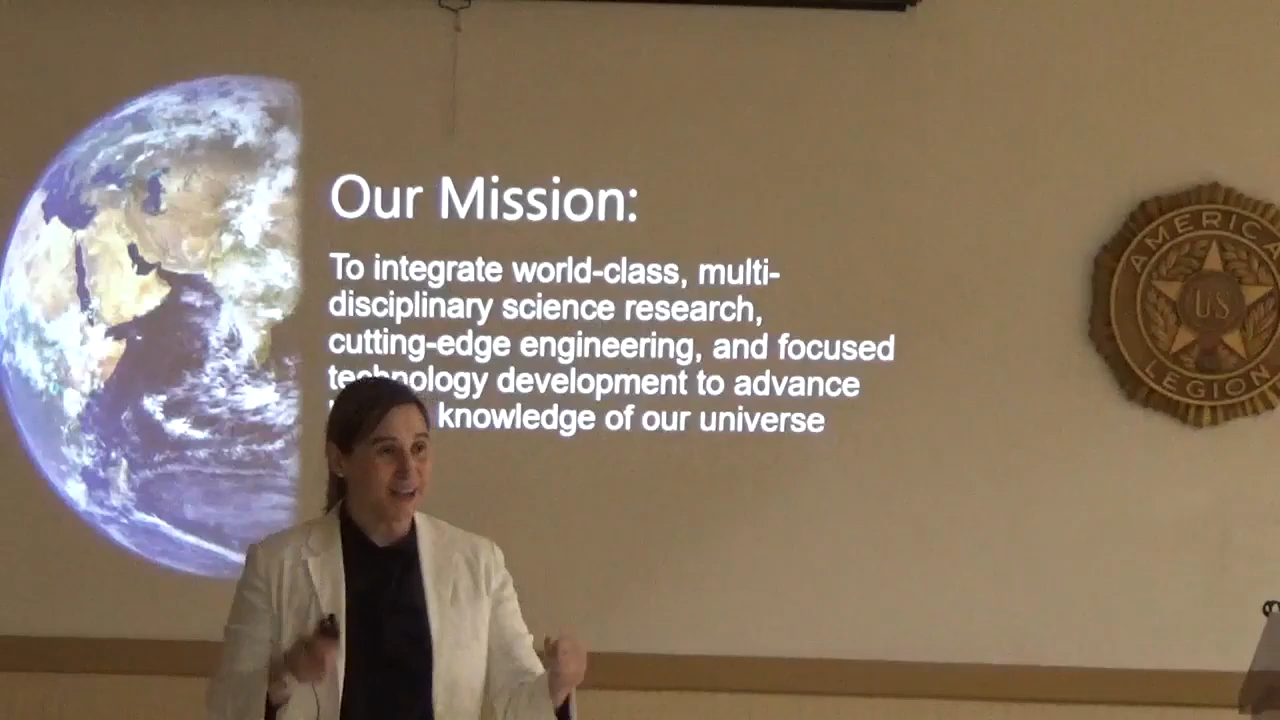 Our Mission:
To integrate world-class, multi-
disciplinary science research,
cutting-edge engineering, and focused
technology development to advance
knowledge of our universe
AMERICAN
US
LEGION